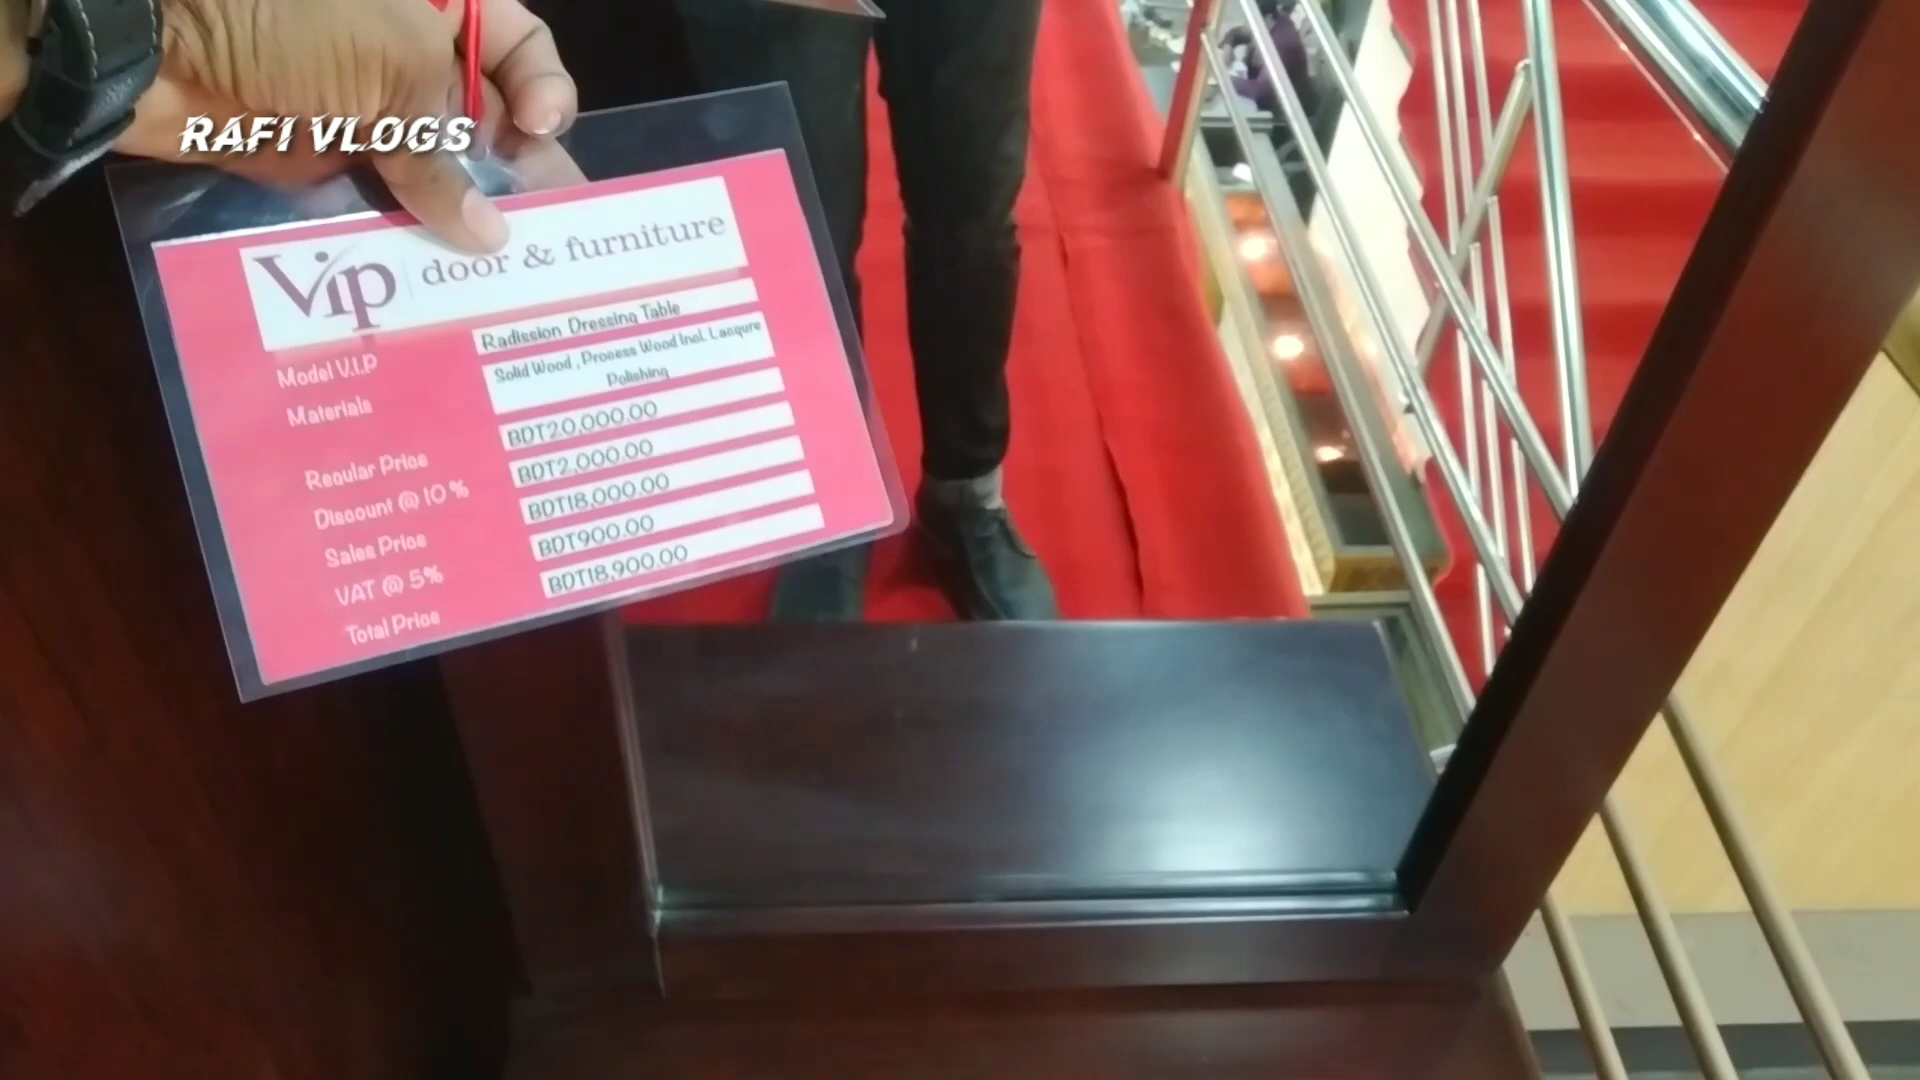 RAFI VLOGS
Vip door & furniture
Model V.I.P Radission Dressing Table
Materials Solid Wood , Process Wood Incl. Lacqure
Polishing
Regular Price BDT20,000.00
Discount @ 10% BDT2,000.00
Sales Price BDT18,000.00
VAT @ 5% BDT900.00
Total Price BDT18,900.00